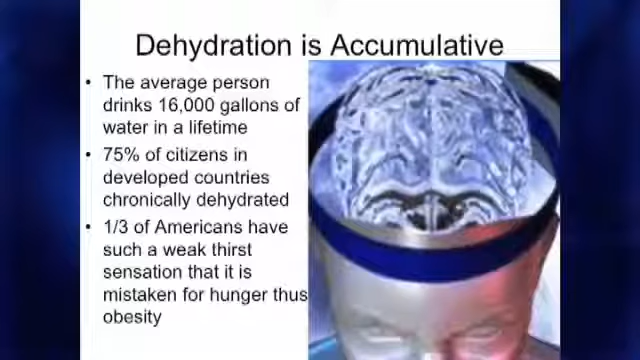 Dehydration is Accumulative
• The average person
drinks 16,000 gallons of
water in a lifetime
• 75% of citizens in
developed countries
chronically dehydrated
• 1/3 of Americans have
such a weak thirst
sensation that it is
mistaken for hunger thus
obesity